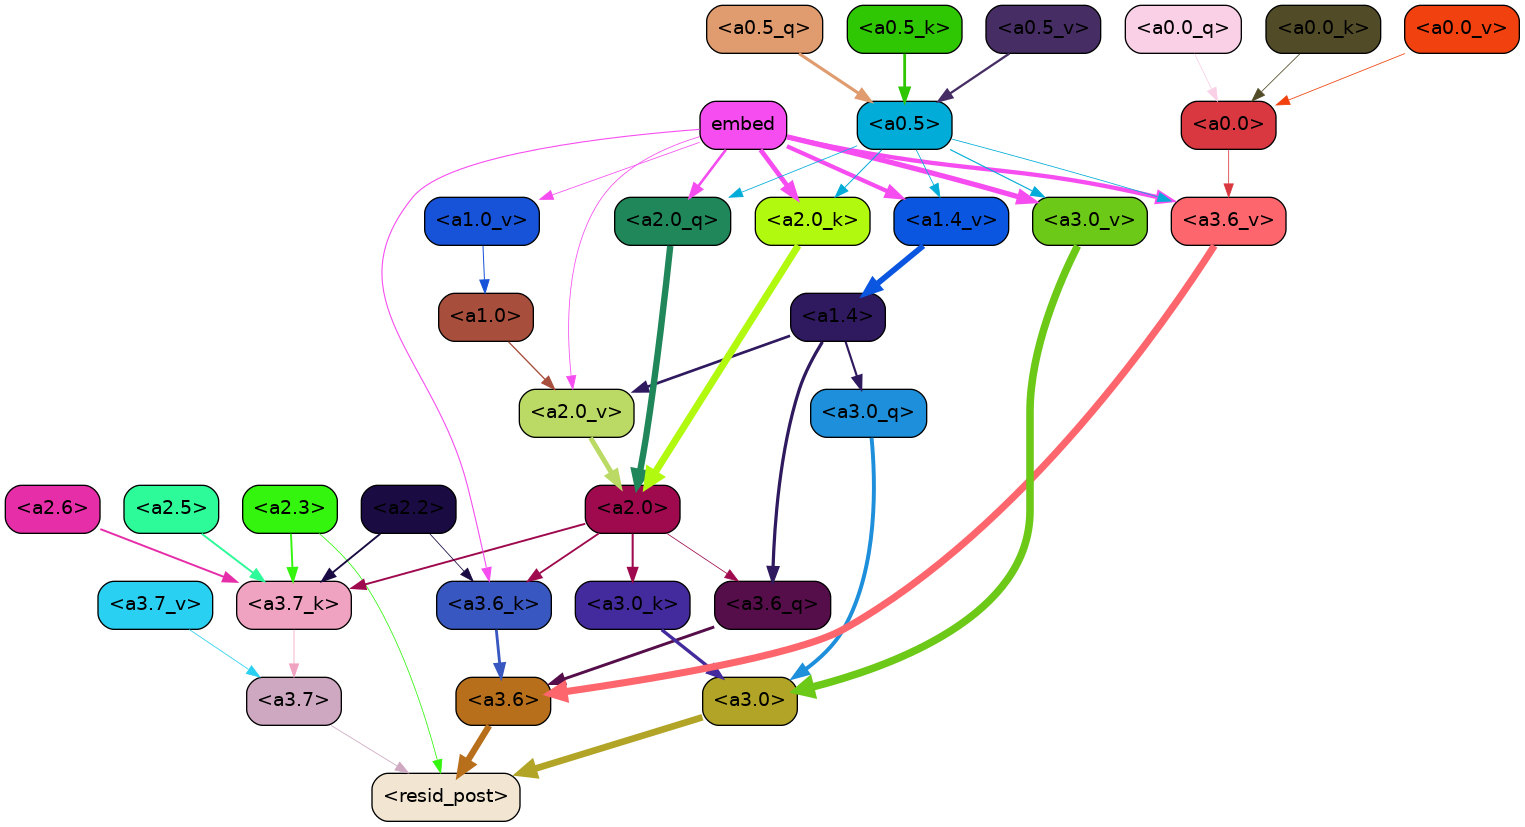 <a0.5_q> <a0.5_k> <a0.5_v> <a0.0_q> <a0.0_k> <a0.0_v>
embed <a0.5> <a0.0>
<a1.0_v> <a2.0_q> <a2.0_k> <a1.4_v> <a3.0_v> <a3.6_v>
<a1.0> <a1.4>
<a2.0_v> <a3.0_q>
<a2.6> <a2.5> <a2.3> <a2.2> <a2.0>
<a3.7_v> <a3.7_k> <a3.6_k> <a3.0_k> <a3.6_q>
<a3.7> <a3.6> <a3.0>
<resid_post>